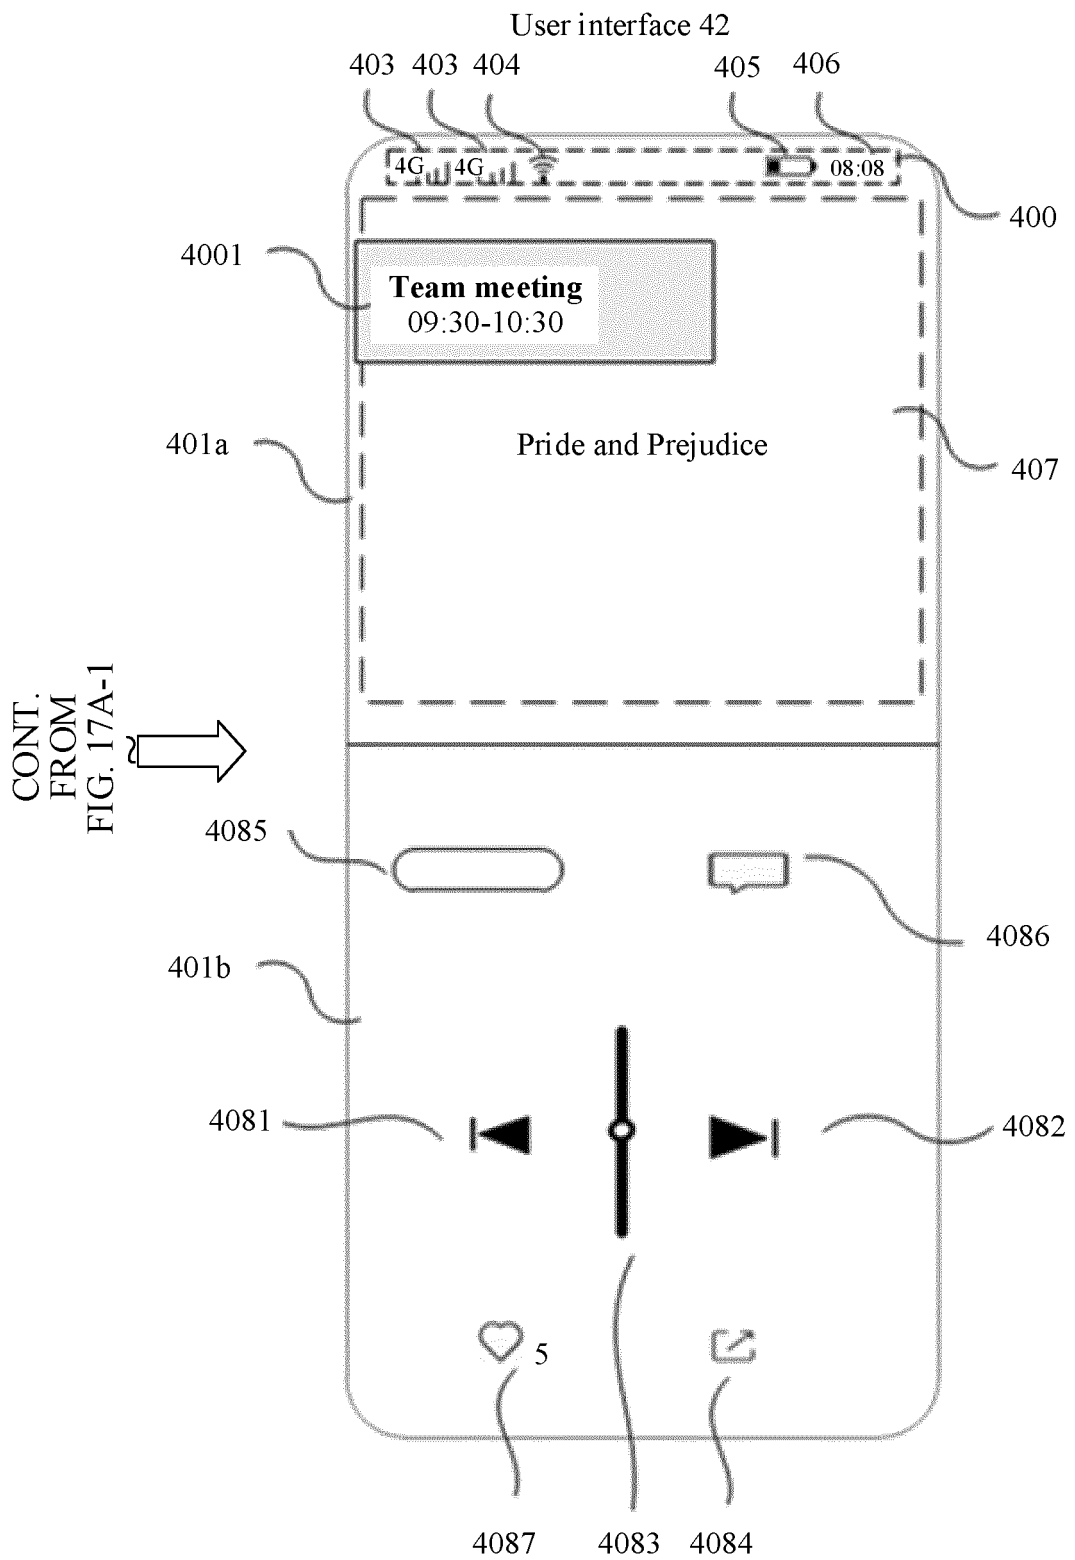 User interface 42
403 403 404 405 406
4G 4G 08:08
400
4001
Team meeting
09:30-10:30
401a
Pride and Prejudice
407
CONT.
FROM
FIG. 17A-1
4085
4086
401b
4081
4082
5
4087 4083 4084